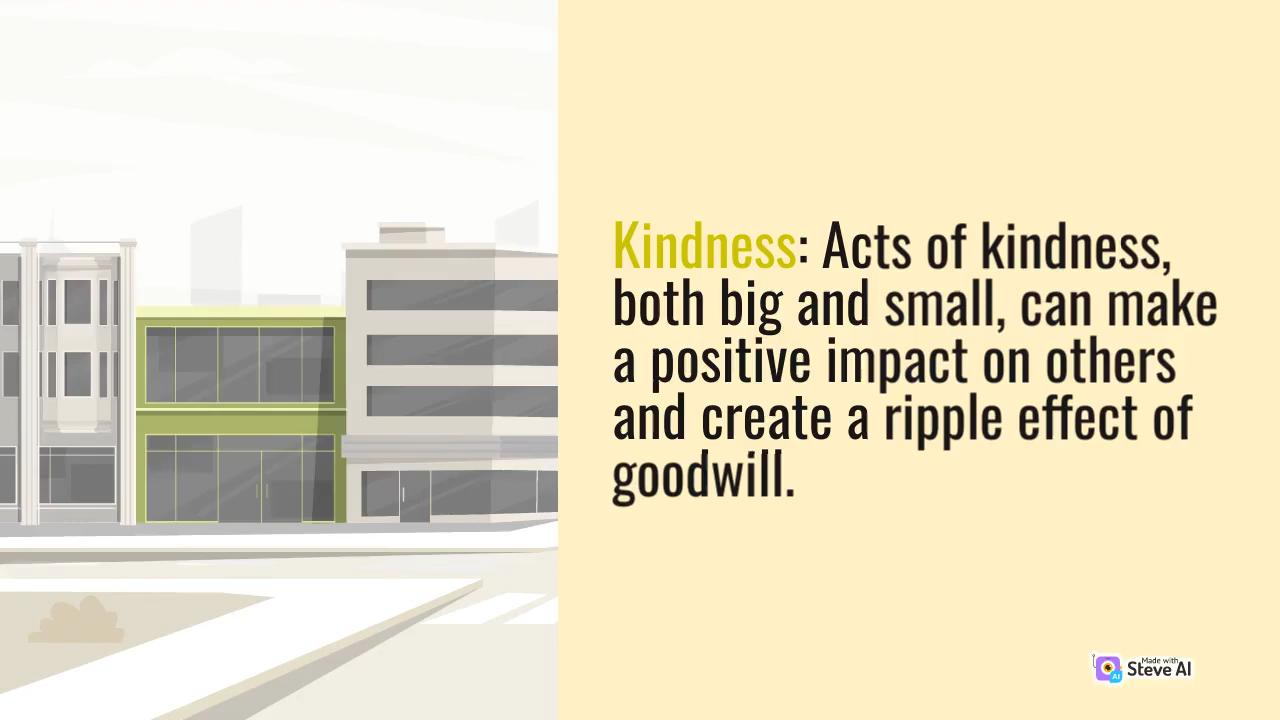 Kindness: Acts of kindness,
both big and small, can make
a positive impact on others
and create a ripple effect of
goodwill.
Made with
Steve AI
AI